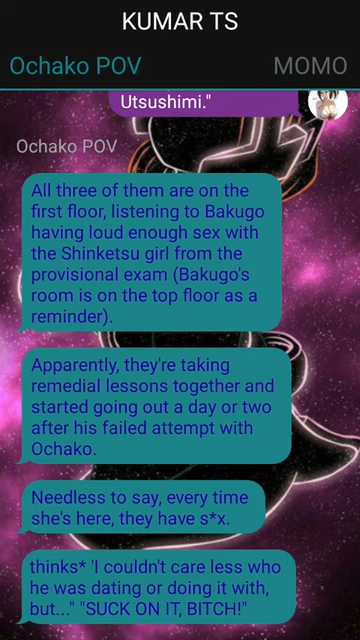 KUMAR TS
Ochako POV
MOMO
Utsushimi."
Ochako POV
All three of them are on the
first floor, listening to Bakugo
having loud enough sex with
the Shinketsu girl from the
provisional exam (Bakugo's
room is on the top floor as a
reminder).
Apparently, they're taking
remedial lessons together and
started going out a day or two
after his failed attempt with
Ochako.
Needless to say, every time
she's here, they have s*x.
thinks* 'I couldn't care less who
he was dating or doing it with,
but..." "SUCK ON IT, BITCH!"